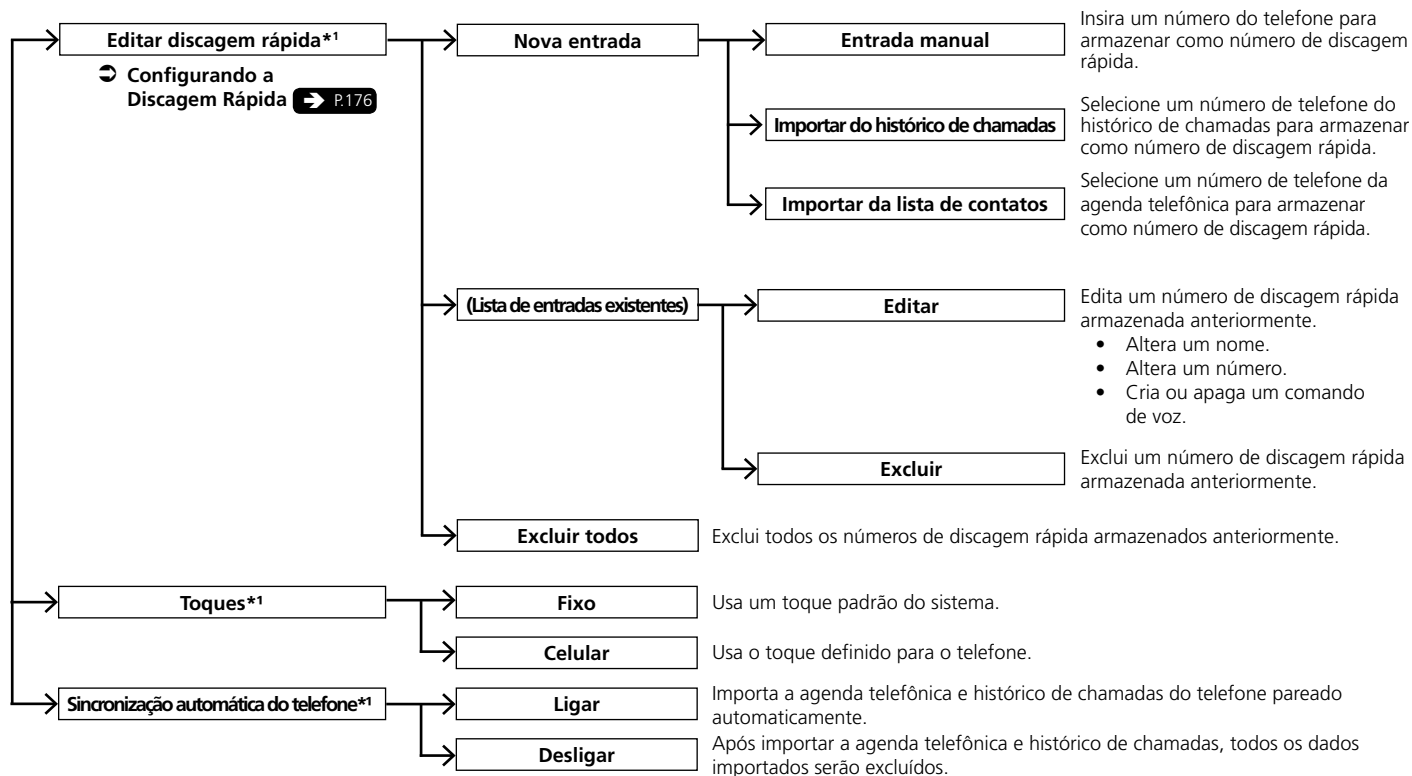 Editar discagem rápida*1
Configurando a
Discagem Rápida P.176
Nova entrada
Entrada manual
Insira um número do telefone para
armazenar como número de discagem
rápida.
Importar do histórico de chamadas
Selecione um número de telefone do
histórico de chamadas para armazenar
como número de discagem rápida.
Importar da lista de contatos
Selecione um número de telefone da
agenda telefônica para armazenar
como número de discagem rápida.
(Lista de entradas existentes)
Editar
Edita um número de discagem rápida
armazenada anteriormente.
• Altera um nome.
• Altera um número.
• Cria ou apaga um comando
de voz.
Excluir
Exclui um número de discagem rápida
armazenada anteriormente.
Excluir todos
Exclui todos os números de discagem rápida armazenados anteriormente.
Toques*1
Fixo
Usa um toque padrão do sistema.
Celular
Usa o toque definido para o telefone.
Sincronização automática do telefone*1
Ligar
Importa a agenda telefônica e histórico de chamadas do telefone pareado
automaticamente.
Desligar
Após importar a agenda telefônica e histórico de chamadas, todos os dados
importados serão excluídos.